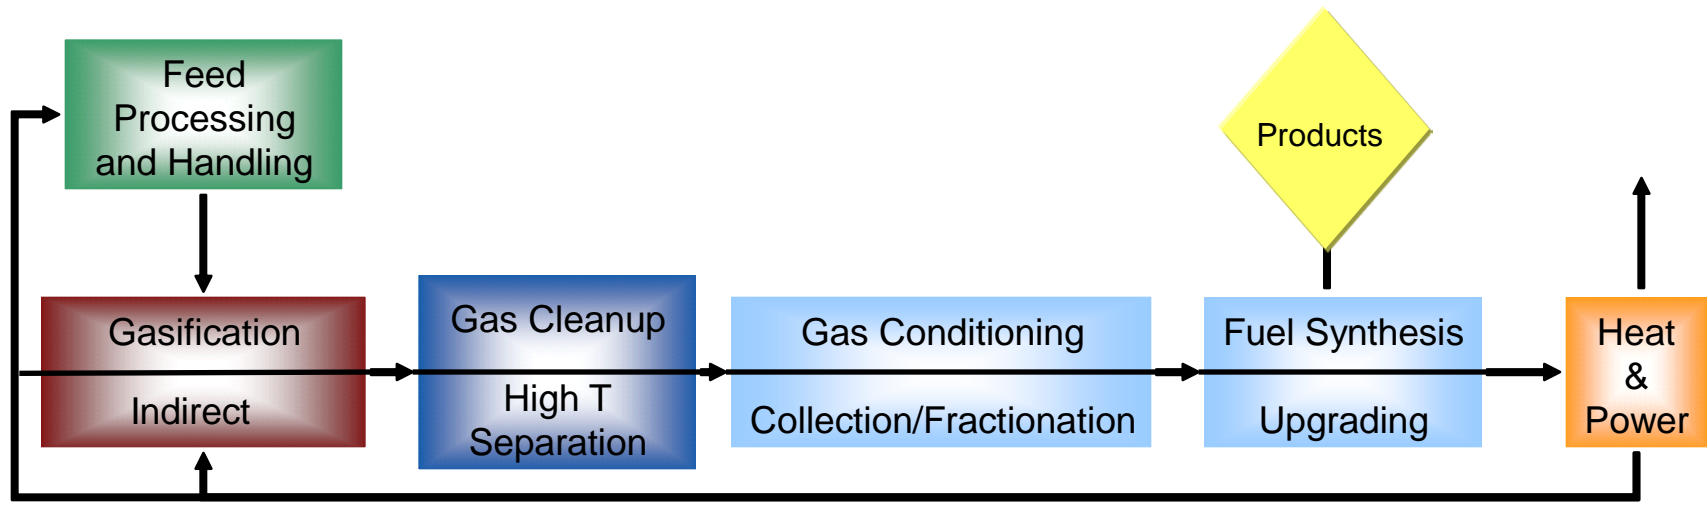 Feed
Processing
and Handling
Products
Gasification
Indirect
Gas Cleanup
High T
Separation
Gas Conditioning
Collection/Fractionation
Fuel Synthesis
Upgrading
Heat
&
Power